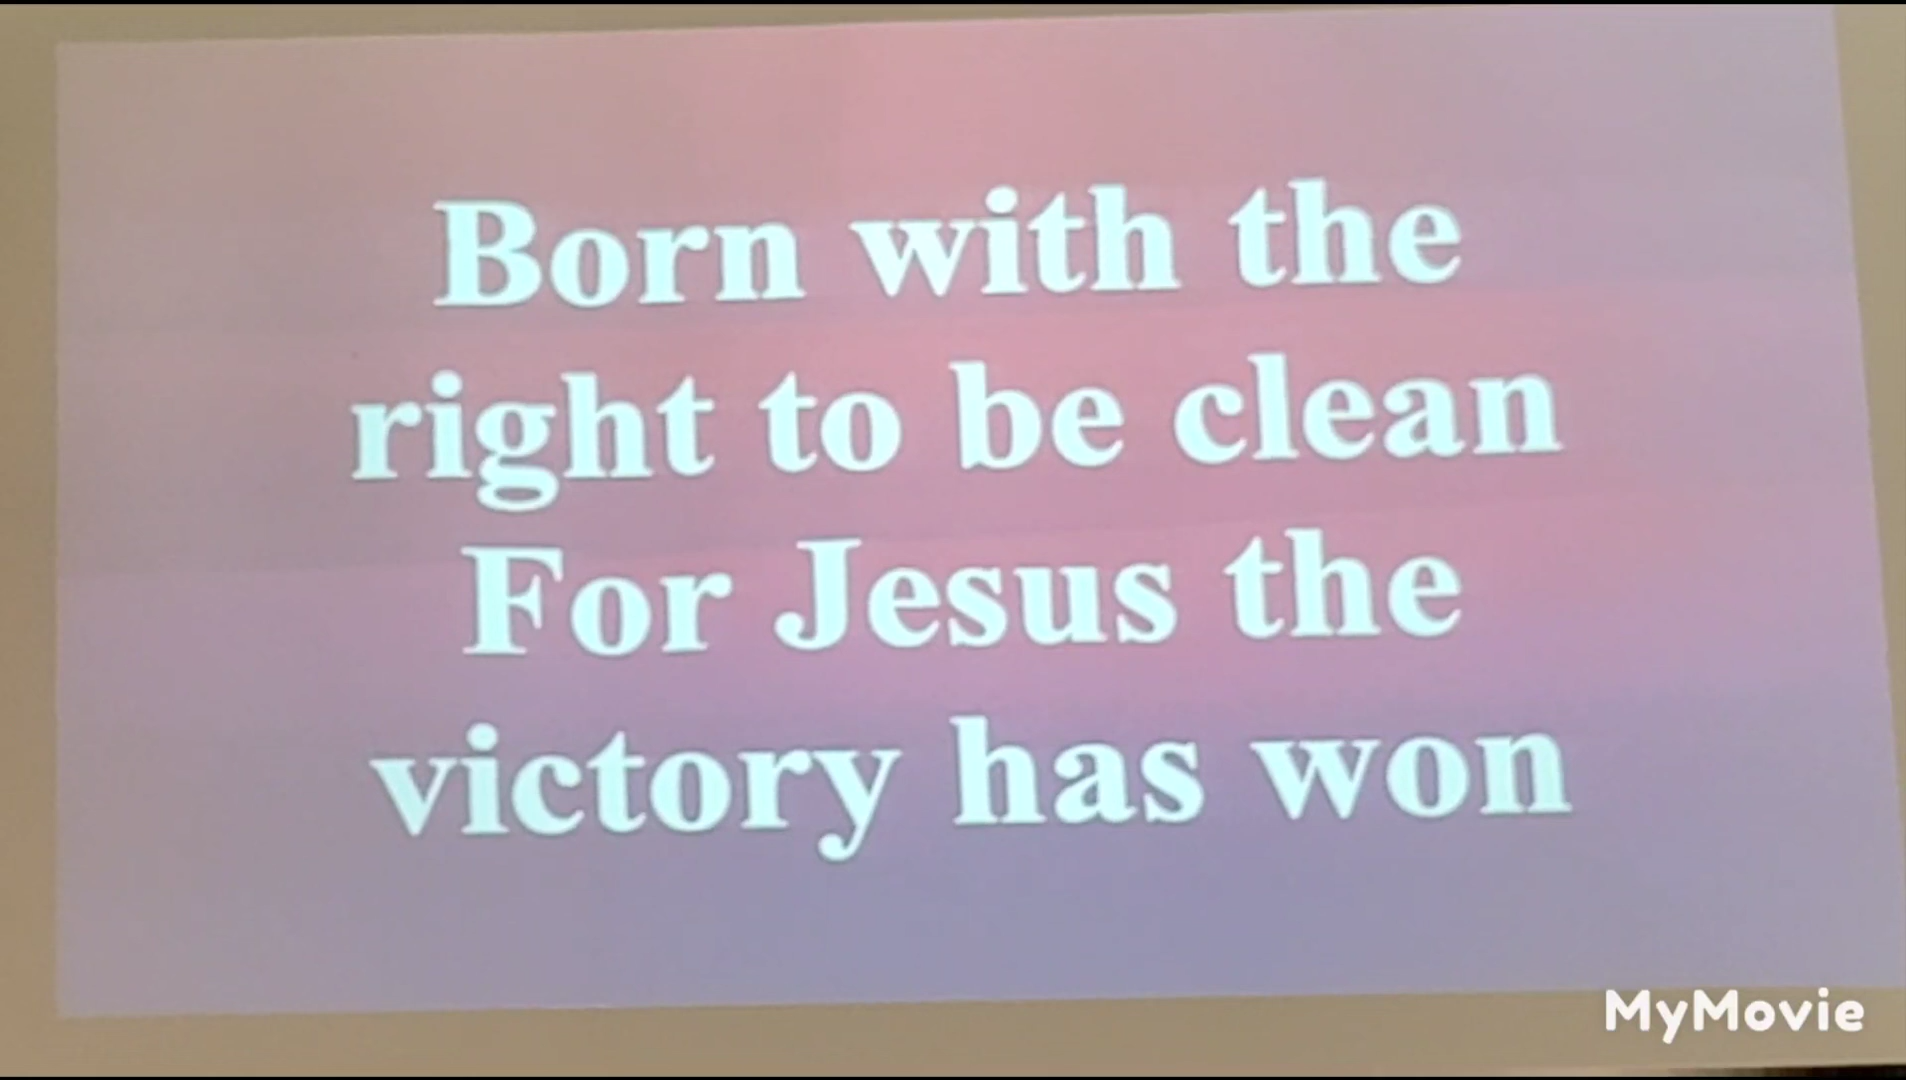 Born with the
right to be clean
For Jesus the
victory has won
MyMovie